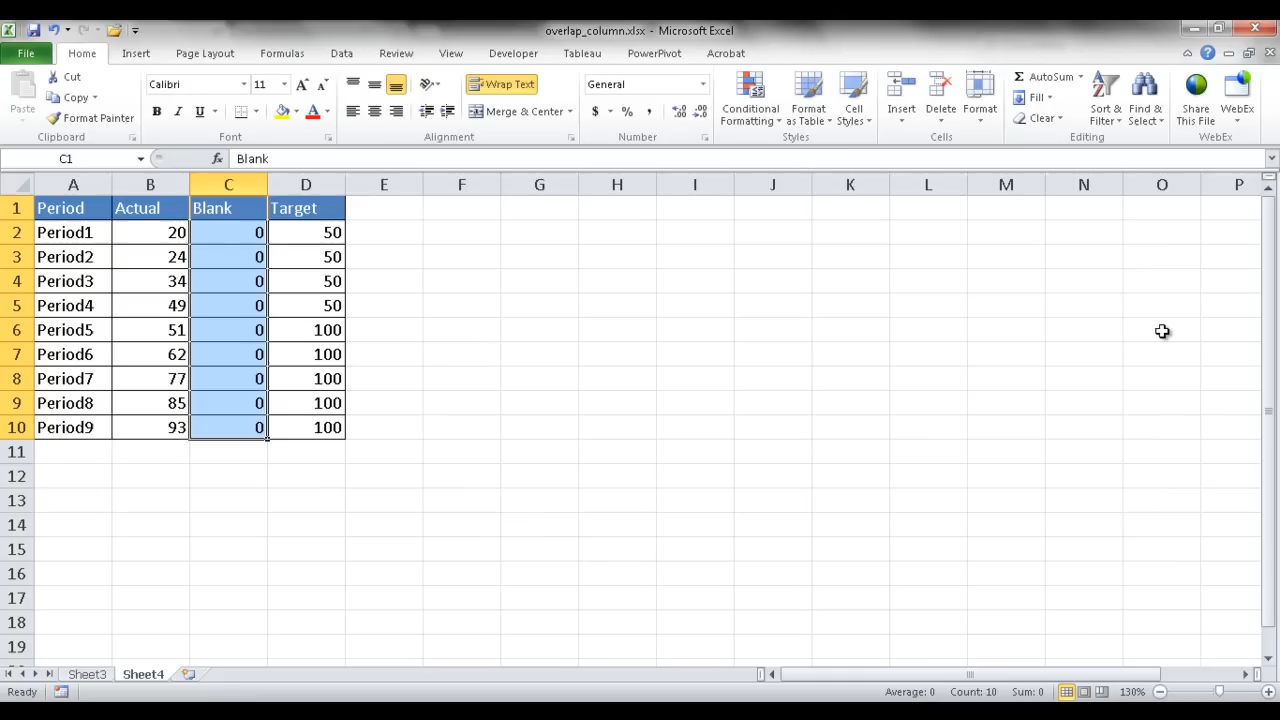 overlap_column.xlsx - Microsoft Excel
File Home Insert Page Layout Formulas Data Review View Developer Tableau PowerPivot Acrobat
Paste
Cut
Copy
Format Painter
Clipboard
Calibri 11
B I U A
Font
Wrap Text
Merge & Center
Alignment
General
$ % ,
Number
Conditional Formatting
Format as Table
Cell Styles
Styles
Insert Delete Format
Cells
Σ AutoSum
Fill
Clear
Sort & Filter
Find & Select
Editing
Share This File
WebEx
WebEx
C1 fx Blank
A B C D E F G H I J K L M N O P
1 Period Actual Blank Target
2 Period1 20 0 50
3 Period2 24 0 50
4 Period3 34 0 50
5 Period4 49 0 50
6 Period5 51 0 100
7 Period6 62 0 100
8 Period7 77 0 100
9 Period8 85 0 100
10 Period9 93 0 100
11
12
13
14
15
16
17
18
19
Sheet3 Sheet4
Ready Average: 0 Count: 10 Sum: 0 130%